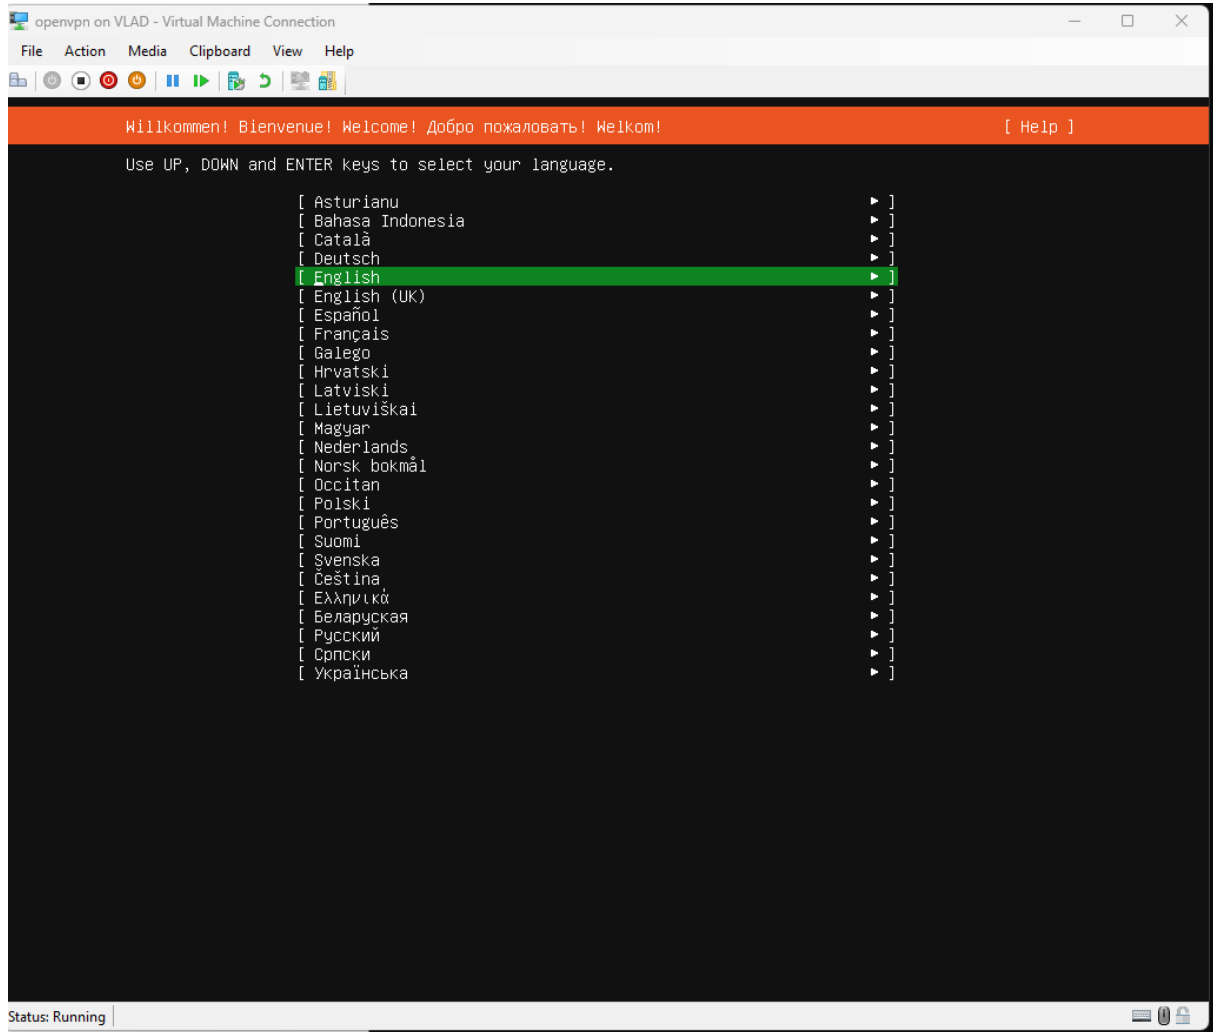 openvpn on VLAD - Virtual Machine Connection
File Action Media Clipboard View Help
Willkommen! Bienvenue! Welcome! Добро пожаловать! Welkom! [ Help ]
Use UP, DOWN and ENTER keys to select your language.
[ Asturianu ► ]
[ Bahasa Indonesia ► ]
[ Català ► ]
[ Deutsch ► ]
[ English ► ]
[ English (UK) ► ]
[ Español ► ]
[ Français ► ]
[ Galego ► ]
[ Hrvatski ► ]
[ Latviski ► ]
[ Lietuviškai ► ]
[ Magyar ► ]
[ Nederlands ► ]
[ Norsk bokmål ► ]
[ Occitan ► ]
[ Polski ► ]
[ Português ► ]
[ Suomi ► ]
[ Svenska ► ]
[ Čeština ► ]
[ Ελληνικά ► ]
[ Беларуская ► ]
[ Русский ► ]
[ Српски ► ]
[ Українська ► ]
Status: Running